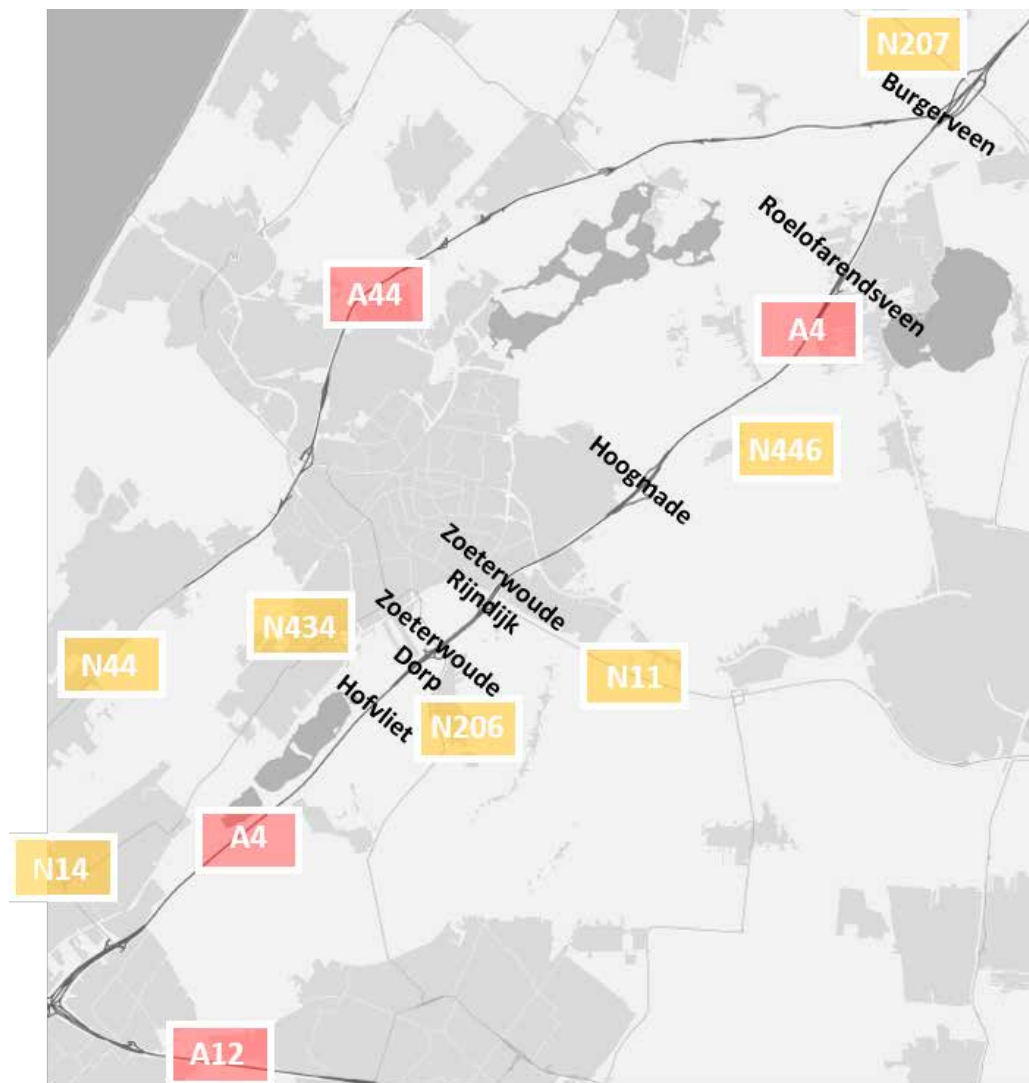 N207
Burgerveen
Roelofarendsveen
A44
A4
N446
Hoogmade
Zoeterwoude
Rijndijk
Zoeterwoude
Dorp
N434
N44
N11
Hofvliet
N206
A4
N14
A12